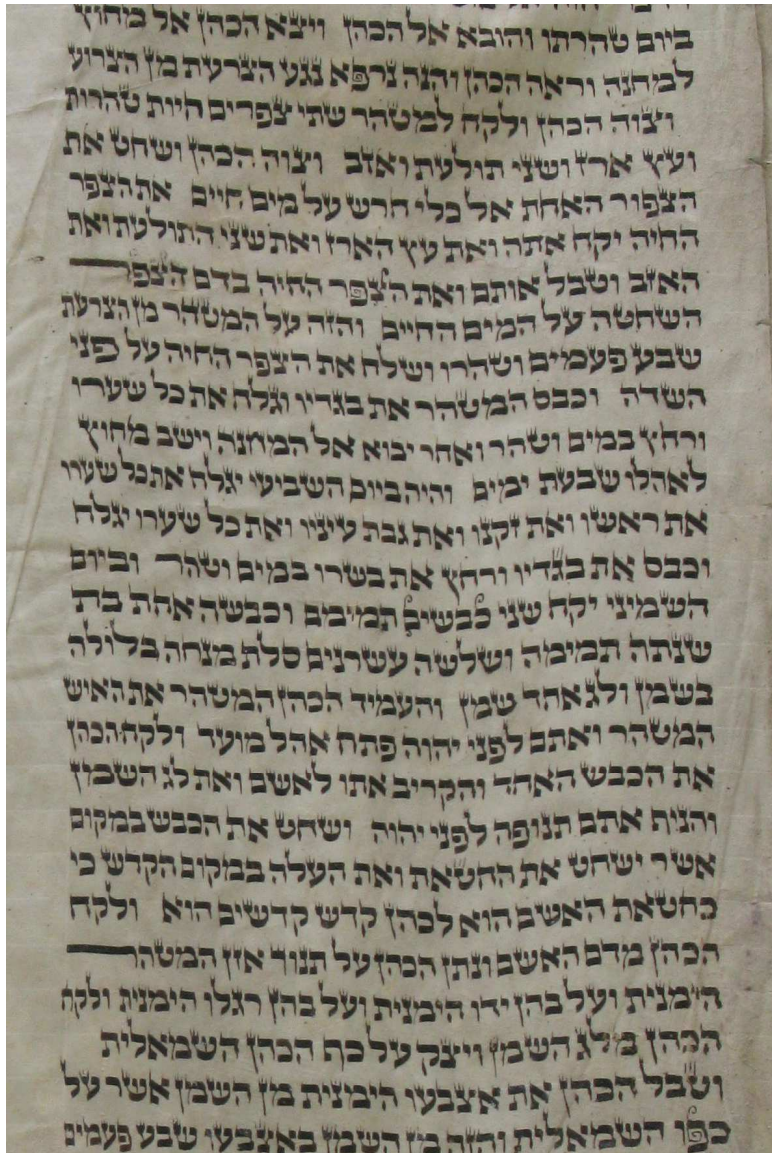 ביום טהרתו והובא אל הכהן ויצא הכהן אל מחוץ
למחנה וראה הכהן והנה נרפא נגע הצרעת מן הצרוע
וצוה הכהן ולקח למטהר שתי צפרים חיות טהרות
ועץ ארז ושני תולעת ואזב וצוה הכהן ושחט את
הצפור האחת אל כלי חרש על מים חיים את הצפר
החיה יקח אתה ואת עץ הארז ואת שני התולעת ואת
האזב וטבל אותם ואת הצפר החיה בדם הצפר
השחטה על המים החיים והזה על המטהר מן הצרעת
שבע פעמים וטהרו ושלח את הצפר החיה על פני
השדה וכבס המטהר את בגדיו וגלח את כל שערו
ורחץ במים וטהר ואחר יבוא אל המחנה וישב מחוץ
לאהלו שבעת ימים והיה ביום השביעי יגלח את כל שערו
את ראשו ואת זקנו ואת גבת עיניו ואת כל שערו יגלח
וכבס את בגדיו ורחץ את בשרו במים וטהר וביום
השמיני יקח שני כבשים תמימם וכבשה אחת בת
שנתה תמימה ושלשה עשרנים סלת מנחה בלולה
בשמן ולג אחד שמן והעמיד הכהן המטהר את האיש
המטהר ואתם לפני יהוה פתח אהל מועד ולקח הכהן
את הכבש האחד והקריב אתו לאשם ואת לג השמן
והניף אתם תנופה לפני יהוה ושחט את הכבש במקום
אשר ישחט את החטאת ואת העלה במקום הקדש כי
כחטאת האשם הוא לכהן קדש קדשים הוא ולקח
הכהן מדם האשם ונתן הכהן על תנוך אזן המטהר
הימנית ועל בהן ידו הימנית ועל בהן רגלו הימנית ולקח
הכהן מלג השמן ויצק על כף הכהן השמאלית
וטבל הכהן את אצבעו הימנית מן השמן אשר על
כפו השמאלית והזה מן השמן באצבעו שבע פעמים